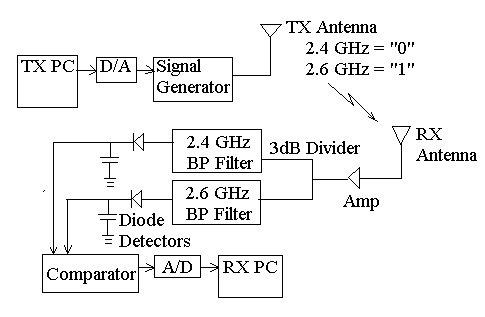 TX Antenna
2.4 GHz = "0"
2.6 GHz = "1"
TX PC
D/A
Signal
Generator
RX
Antenna
2.4 GHz
BP Filter
3dB Divider
Amp
2.6 GHz
BP Filter
Diode
Detectors
Comparator
A/D
RX PC